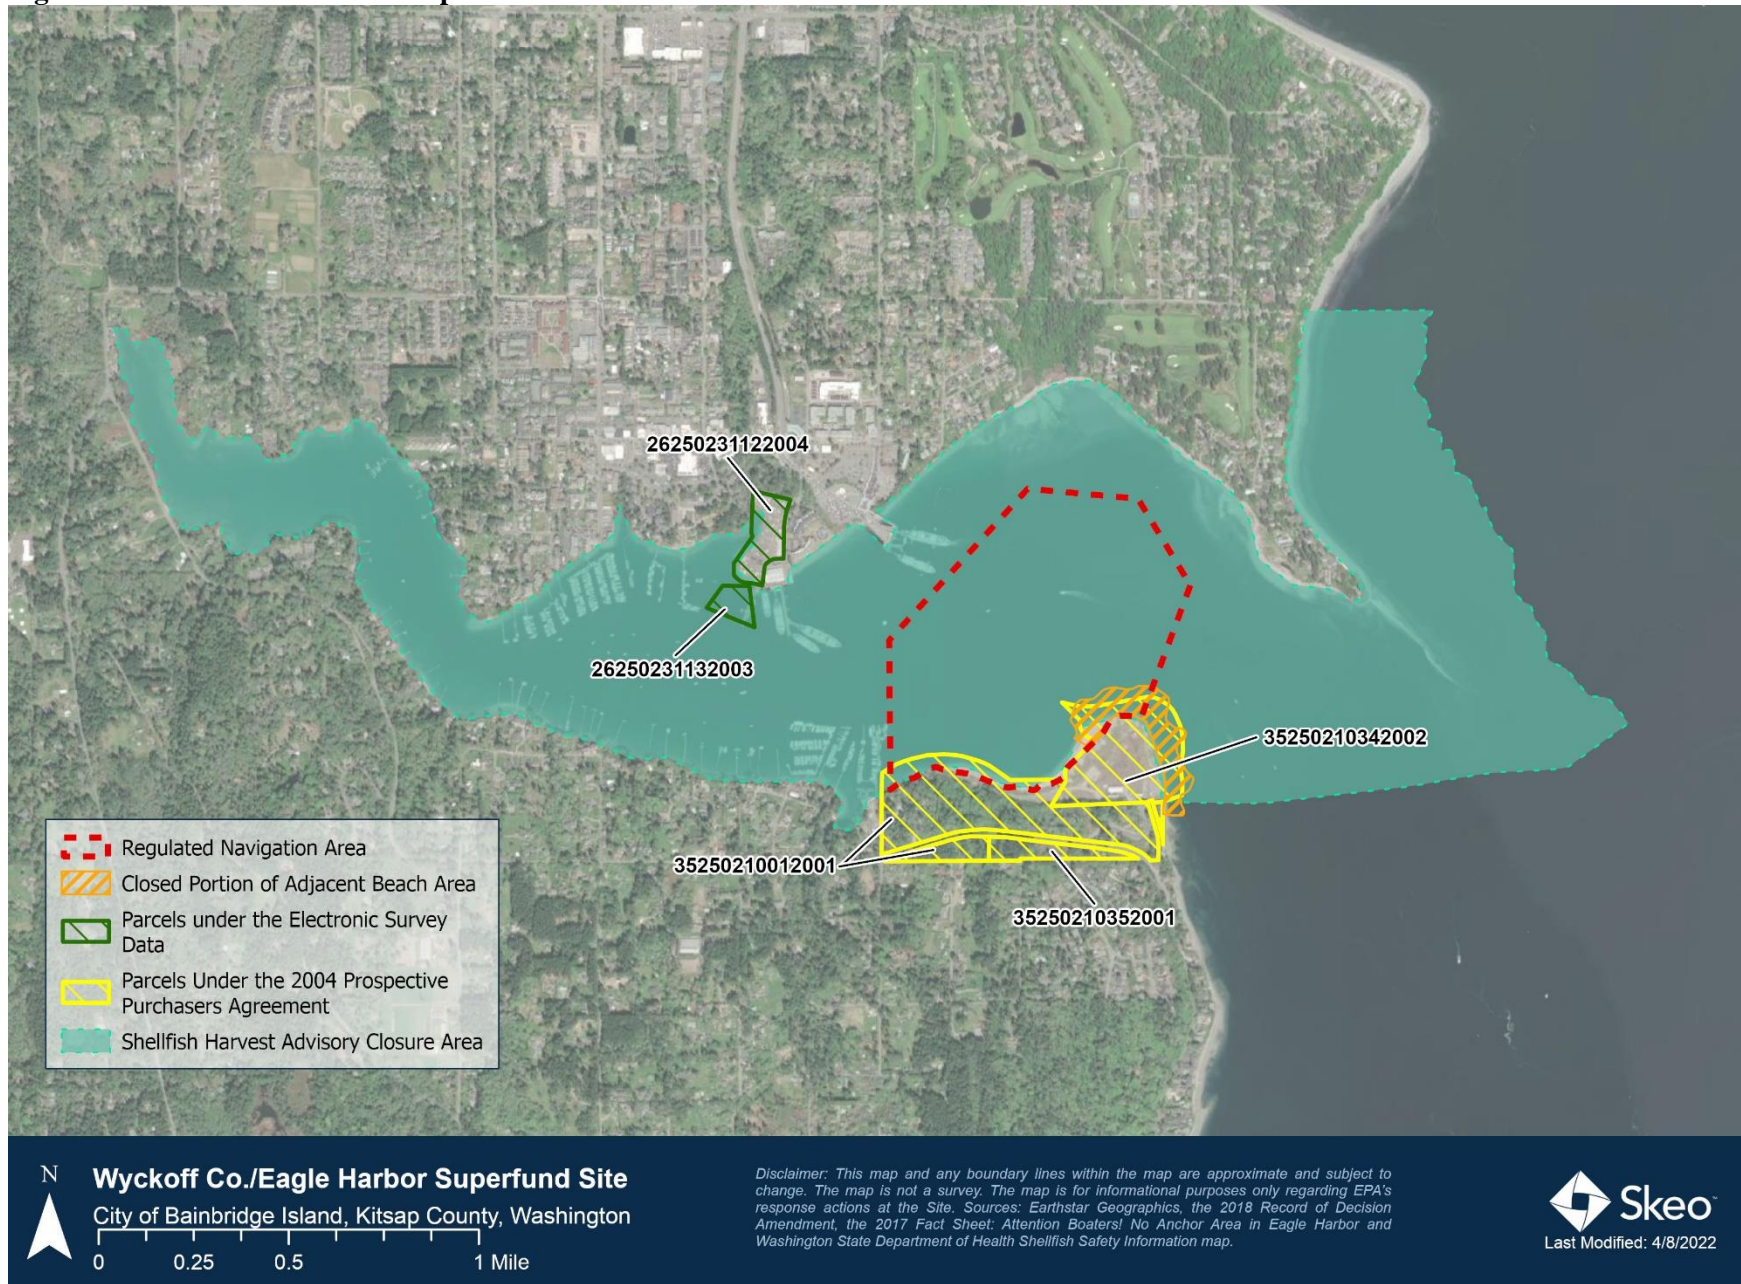 26250231122004
26250231132003
35250210342002
35250210012001
35250210352001
Regulated Navigation Area
Closed Portion of Adjacent Beach Area
Parcels under the Electronic Survey
Data
Parcels Under the 2004 Prospective
Purchasers Agreement
Shellfish Harvest Advisory Closure Area
N
Wyckoff Co./Eagle Harbor Superfund Site
City of Bainbridge Island, Kitsap County, Washington
0 0.25 0.5 1 Mile
Disclaimer: This map and any boundary lines within the map are approximate and subject to
change. The map is not a survey. The map is for informational purposes only regarding EPA's
response actions at the Site. Sources: Earthstar Geographics, the 2018 Record of Decision
Amendment, the 2017 Fact Sheet: Attention Boaters! No Anchor Area in Eagle Harbor and
Washington State Department of Health Shellfish Safety Information map.
Skeo
Last Modified: 4/8/2022